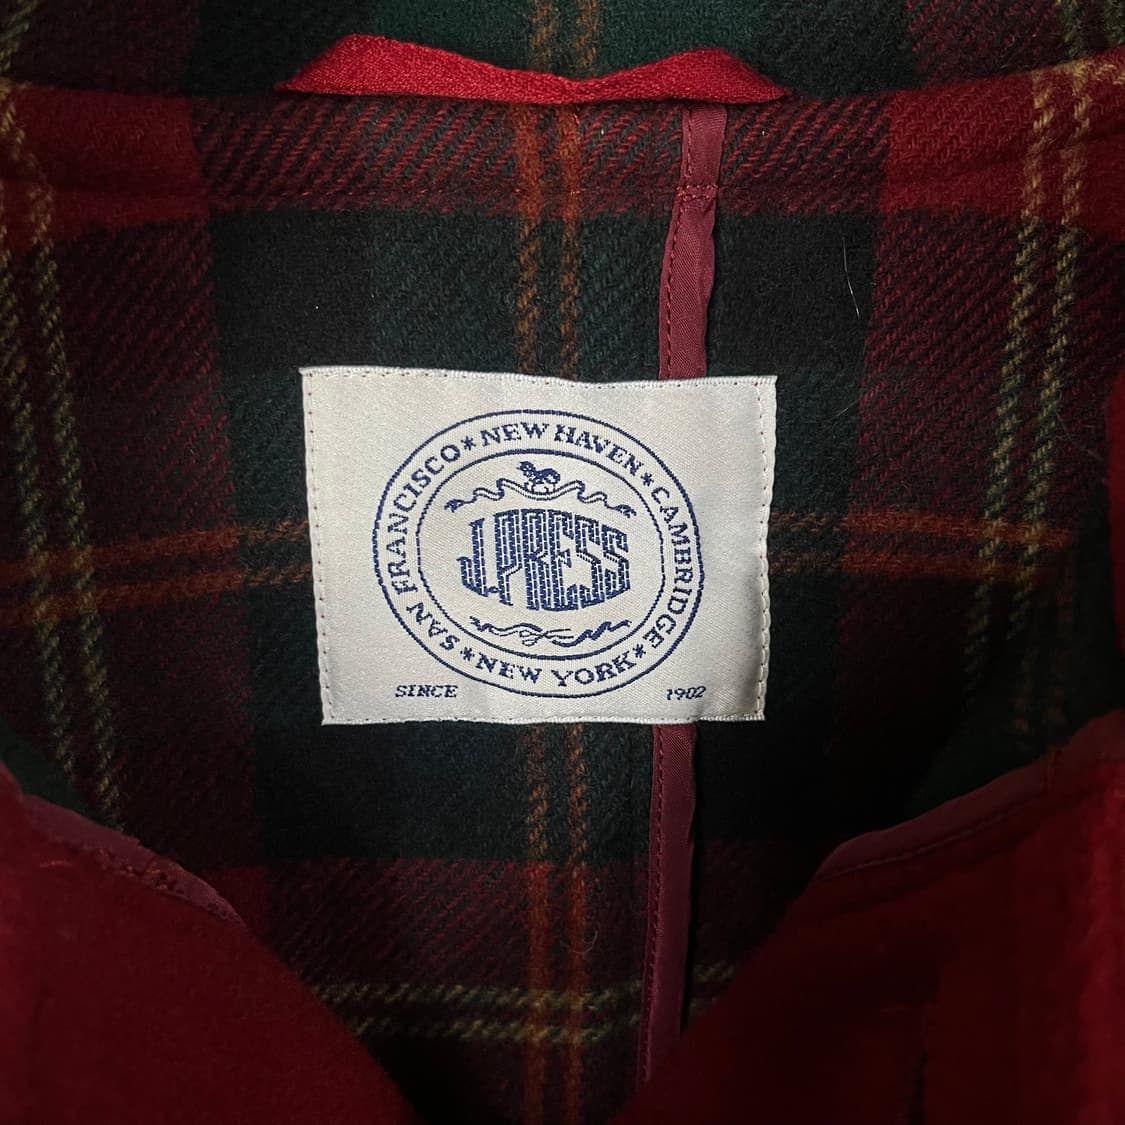 SAN FRANCISCO * NEW HAVEN * CAMBRIDGE * NEW YORK *
J.PRESS
SINCE 1902